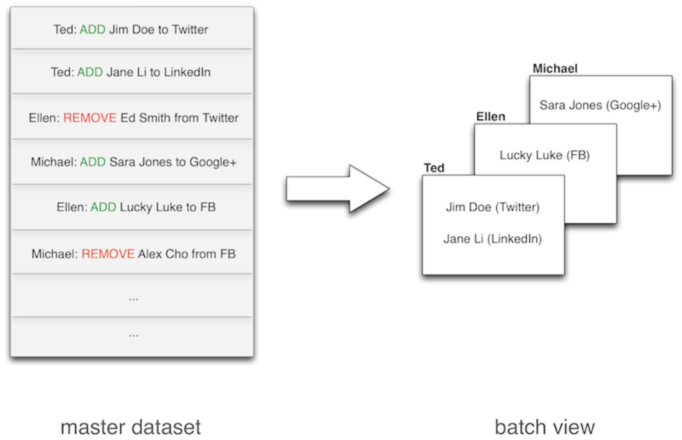 Ted: ADD Jim Doe to Twitter
Ted: ADD Jane Li to LinkedIn
Ellen: REMOVE Ed Smith from Twitter
Michael: ADD Sara Jones to Google+
Ellen: ADD Lucky Luke to FB
Michael: REMOVE Alex Cho from FB
...
...
master dataset
Michael
Sara Jones (Google+)
Ellen
Lucky Luke (FB)
Ted
Jim Doe (Twitter)
Jane Li (LinkedIn)
batch view